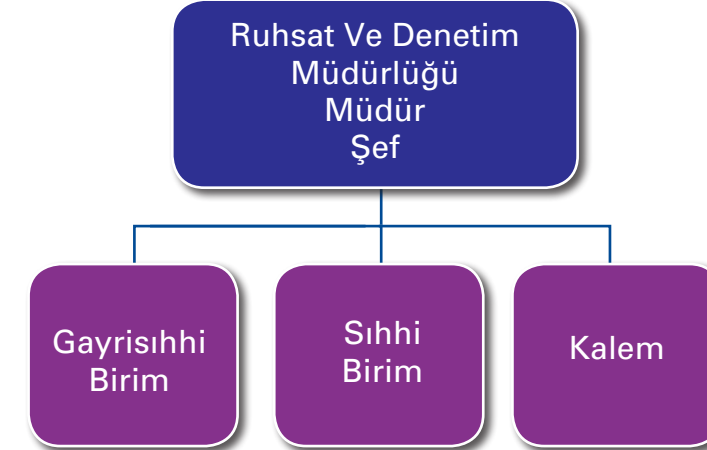 Ruhsat Ve Denetim
Müdürlüğü
Müdür
Şef
Gayrisıhhi
Birim
Sıhhi
Birim
Kalem